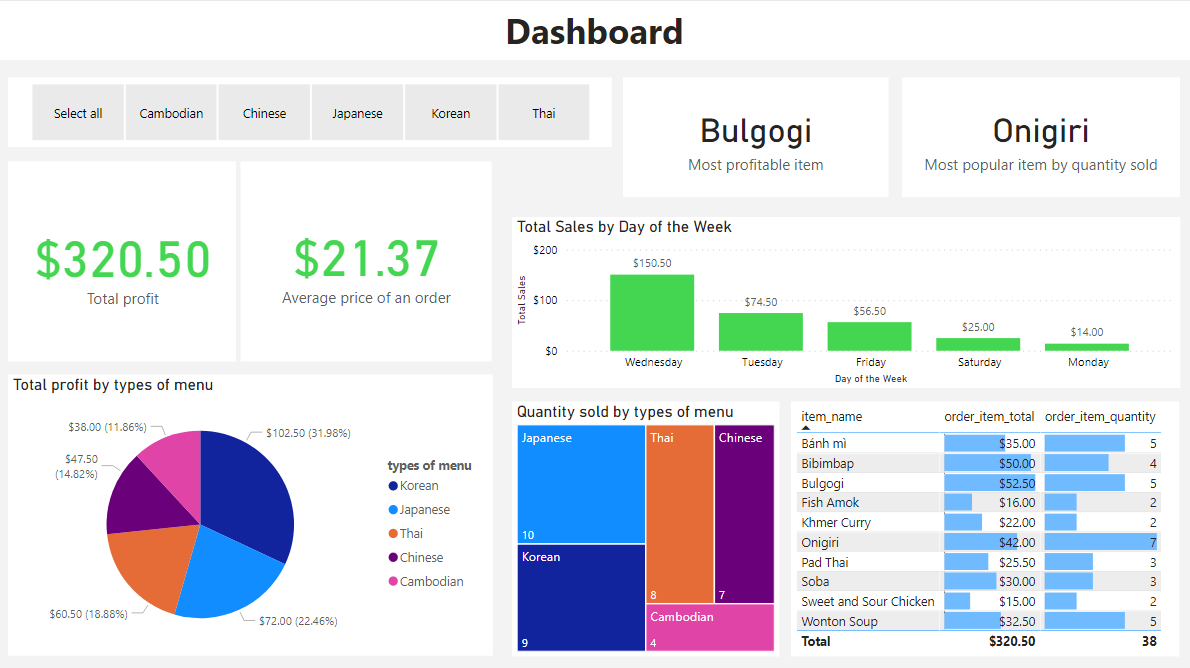 Dashboard
Select all
Cambodian
Chinese
Japanese
Korean
Thai
Bulgogi
Most profitable item
Onigiri
Most popular item by quantity sold
$320.50
Total profit
$21.37
Average price of an order
Total Sales by Day of the Week
Total Sales
$200
$100
$0
$150.50
$74.50
$56.50
$25.00
$14.00
Wednesday
Tuesday
Friday
Saturday
Monday
Day of the Week
Total profit by types of menu
$102.50 (31.98%)
$72.00 (22.46%)
$60.50 (18.88%)
$47.50
(14.82%)
$38.00 (11.86%)
types of menu
Korean
Japanese
Thai
Chinese
Cambodian
Quantity sold by types of menu
Japanese
10
Korean
9
Thai
8
Chinese
7
Cambodian
4
item_name order_item_total order_item_quantity
Bánh mì $35.00 5
Bibimbap $50.00 4
Bulgogi $52.50 5
Fish Amok $16.00 2
Khmer Curry $22.00 2
Onigiri $42.00 7
Pad Thai $25.50 3
Soba $30.00 3
Sweet and Sour Chicken $15.00 2
Wonton Soup $32.50 5
Total $320.50 38